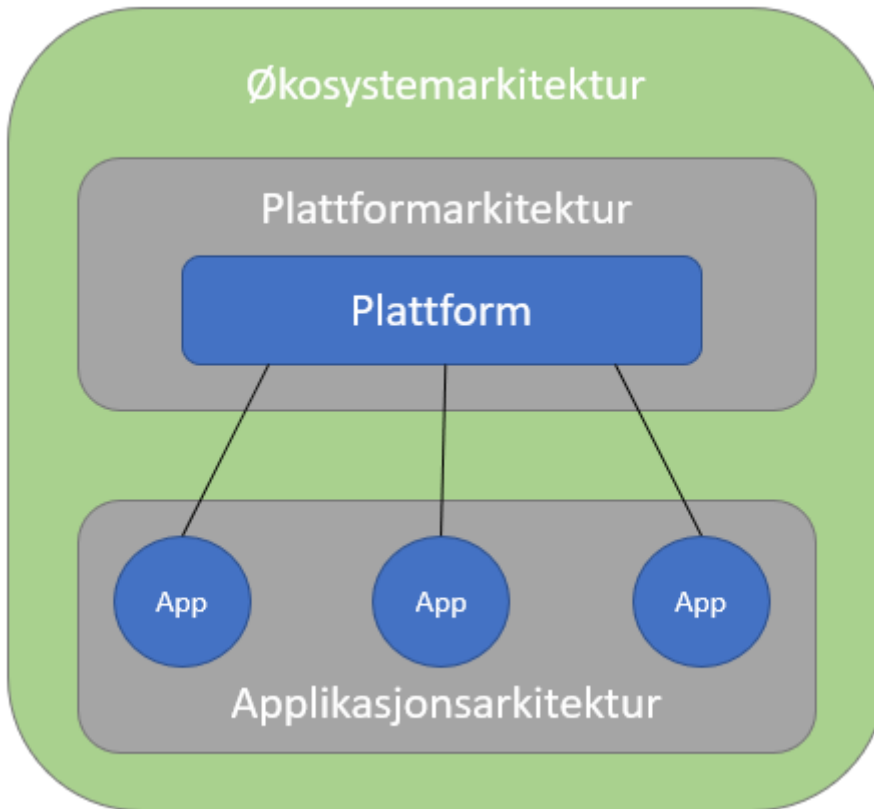 Økosystemarkitektur
Plattformarkitektur
Plattform
App App App
Applikasjonsarkitektur